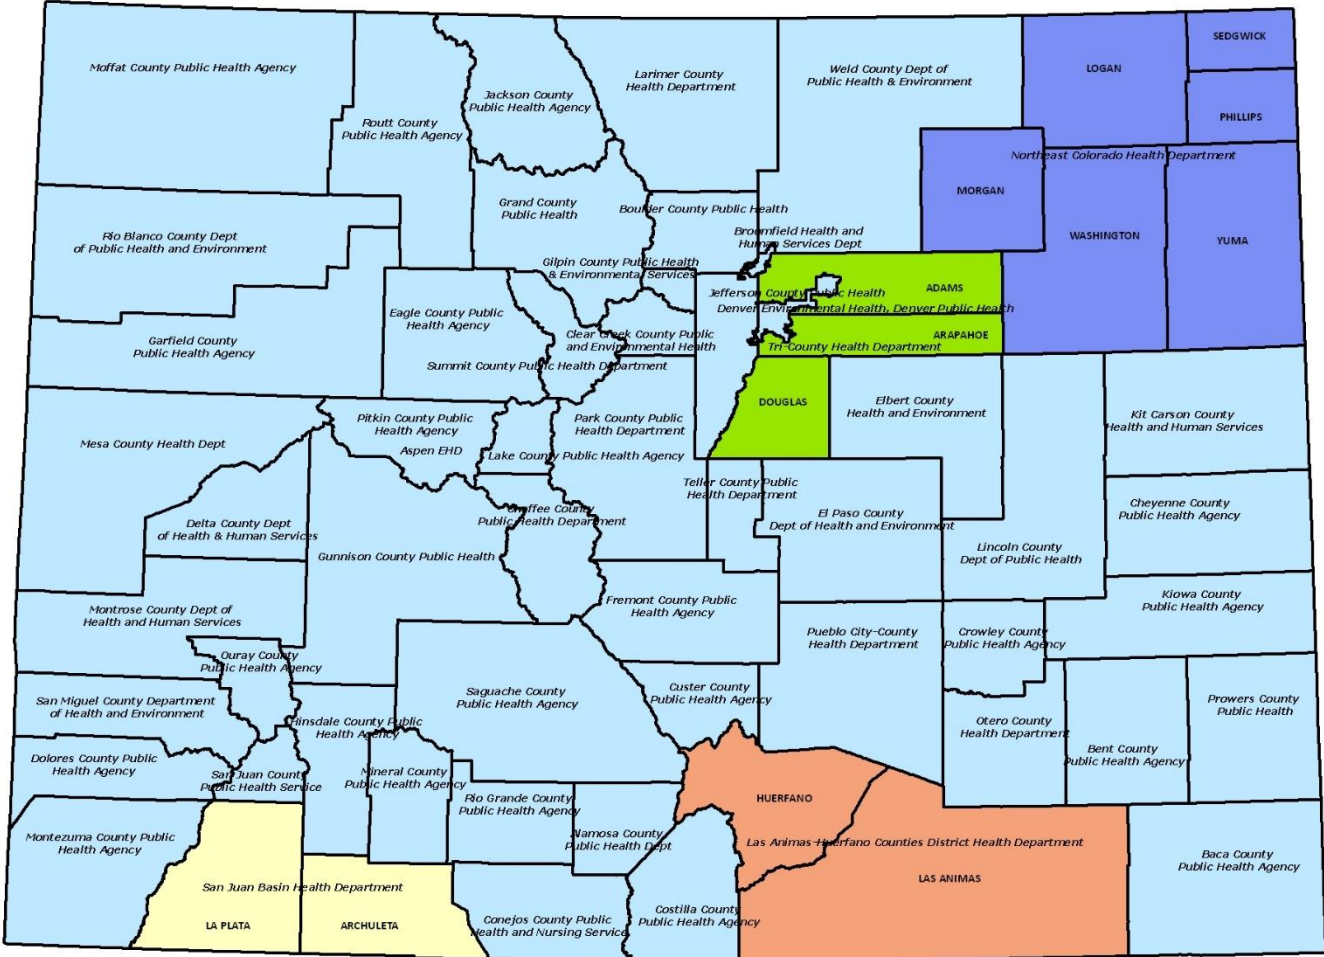 SEDGWICK
LOGAN
Moffat County Public Health Agency
Larimer County
Health Department
Weld County Dept of
Public Health & Environment
Jackson County
Public Health Agency
PHILLIPS
Routt County
Public Health Agency
Northeast Colorado Health Department
MORGAN
Grand County
Public Health
Boulder County Public Health
Rio Blanco County Dept
of Public Health and Environment
Broomfield Health and
Human Services Dept
WASHINGTON
YUMA
Gilpin County Public Health
& Environmental Services
Jefferson County Public Health
ADAMS
Denver Environmental Health, Denver Public Health
Eagle County Public
Health Agency
Clear Creek County Public
and Environmental Health
ARAPAHOE
Tri-County Health Department
Garfield County
Public Health Agency
Summit County Public Health Department
DOUGLAS
Elbert County
Health and Environment
Pitkin County Public
Health Agency
Aspen EHD
Park County Public
Health Department
Kit Carson County
Health and Human Services
Mesa County Health Dept
Lake County Public Health Agency
Teller County Public
Health Department
Cheyenne County
Public Health Agency
Chaffee County
Public Health Department
El Paso County
Dept of Health and Environment
Delta County Dept
of Health & Human Services
Gunnison County Public Health
Lincoln County
Dept of Public Health
Kiowa County
Public Health Agency
Fremont County Public
Health Agency
Montrose County Dept of
Health and Human Services
Pueblo City-County
Health Department
Crowley County
Public Health Agency
Ouray County
Public Health Agency
Saguache County
Public Health Agency
Custer County
Public Health Agency
San Miguel County Department
of Health and Environment
Prowers County
Public Health
Hinsdale County Public
Health Agency
Otero County
Health Department
Bent County
Public Health Agency
Dolores County Public
Health Agency
San Juan County
Public Health Service
Mineral County
Public Health Agency
Rio Grande County
Public Health Agency
HUERFANO
Montezuma County Public
Health Agency
Alamosa County
Public Health Dept
Las Animas-Huerfano Counties District Health Department
Baca County
Public Health Agency
LAS ANIMAS
San Juan Basin Health Department
LA PLATA
ARCHULETA
Conejos County Public
Health and Nursing Service
Costilla County
Public Health Agency